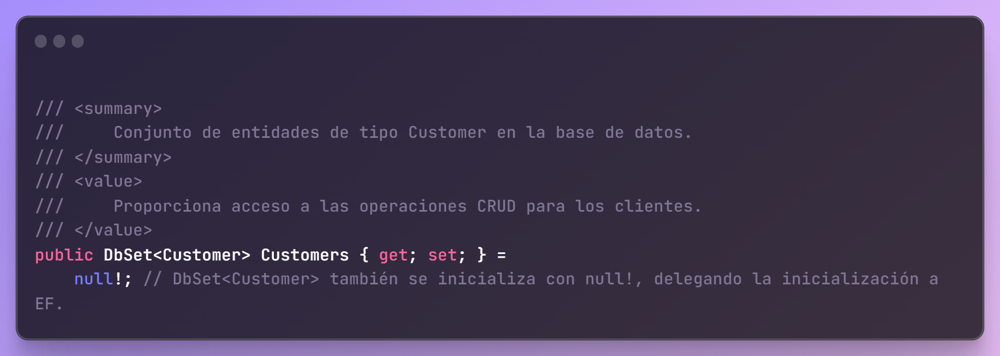 /// <summary>
///     Conjunto de entidades de tipo Customer en la base de datos.
/// </summary>
/// <value>
///     Proporciona acceso a las operaciones CRUD para los clientes.
/// </value>
public DbSet<Customer> Customers { get; set; } =
    null!; // DbSet<Customer> también se inicializa con null!, delegando la inicialización a
EF.